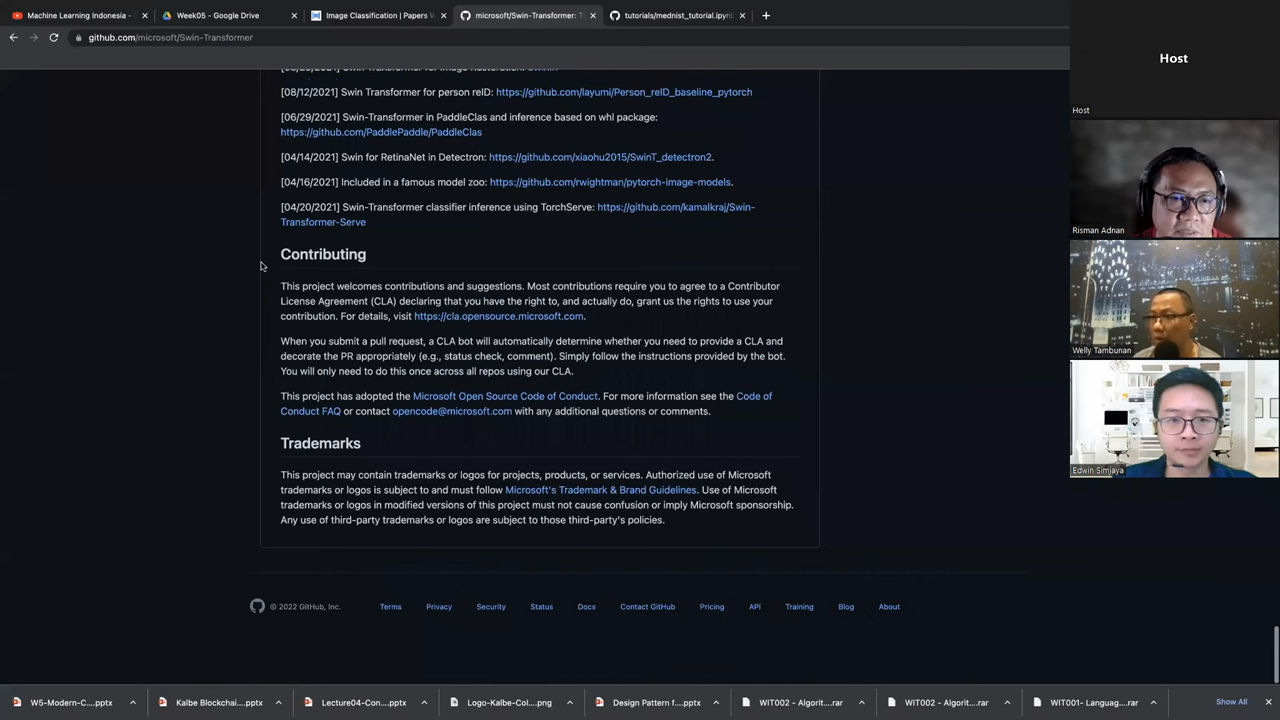 Machine Learning Indonesia -
Week05 - Google Drive
Image Classification | Papers W
microsoft/Swin-Transformer: T
tutorials/mednist_tutorial.ipynb
github.com/microsoft/Swin-Transformer
[08/12/2021] Swin Transformer for person reID: https://github.com/layumi/Person_reID_baseline_pytorch
[06/29/2021] Swin-Transformer in PaddleClas and inference based on whl package:
https://github.com/PaddlePaddle/PaddleClas
[04/14/2021] Swin for RetinaNet in Detectron: https://github.com/xiaohu2015/SwinT_detectron2.
[04/16/2021] Included in a famous model zoo: https://github.com/rwightman/pytorch-image-models.
[04/20/2021] Swin-Transformer classifier inference using TorchServe: https://github.com/kamalkraj/Swin-
Transformer-Serve
Contributing
This project welcomes contributions and suggestions. Most contributions require you to agree to a Contributor
License Agreement (CLA) declaring that you have the right to, and actually do, grant us the rights to use your
contribution. For details, visit https://cla.opensource.microsoft.com.
When you submit a pull request, a CLA bot will automatically determine whether you need to provide a CLA and
decorate the PR appropriately (e.g., status check, comment). Simply follow the instructions provided by the bot.
You will only need to do this once across all repos using our CLA.
This project has adopted the Microsoft Open Source Code of Conduct. For more information see the Code of
Conduct FAQ or contact opencode@microsoft.com with any additional questions or comments.
Trademarks
This project may contain trademarks or logos for projects, products, or services. Authorized use of Microsoft
trademarks or logos is subject to and must follow Microsoft's Trademark & Brand Guidelines. Use of Microsoft
trademarks or logos in modified versions of this project must not cause confusion or imply Microsoft sponsorship.
Any use of third-party trademarks or logos are subject to those third-party's policies.
© 2022 GitHub, Inc.
Terms
Privacy
Security
Status
Docs
Contact GitHub
Pricing
API
Training
Blog
About
W5-Modern-C....pptx
Kalbe Blockchai....pptx
Lecture04-Con....pptx
Logo-Kalbe-Col....png
Design Pattern f....pptx
WIT002 - Algorit....rar
WIT002 - Algorit....rar
WIT001- Languag....rar
Show All
Host
Host
Risman Adnan
Welly Tambunan
Edwin Simjaya